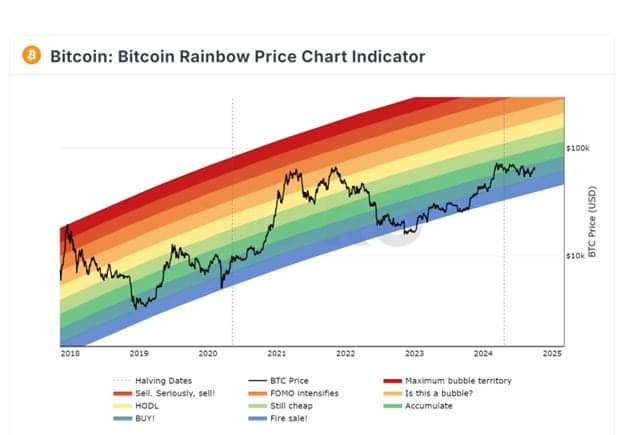 Bitcoin: Bitcoin Rainbow Price Chart Indicator
$100k
$10k
BTC Price (USD)
2018 2019 2020 2021 2022 2023 2024 2025
Halving Dates BTC Price Maximum bubble territory
Sell. Seriously, sell! FOMO intensifies Is this a bubble?
HODL Still cheap Accumulate
BUY! Fire sale!